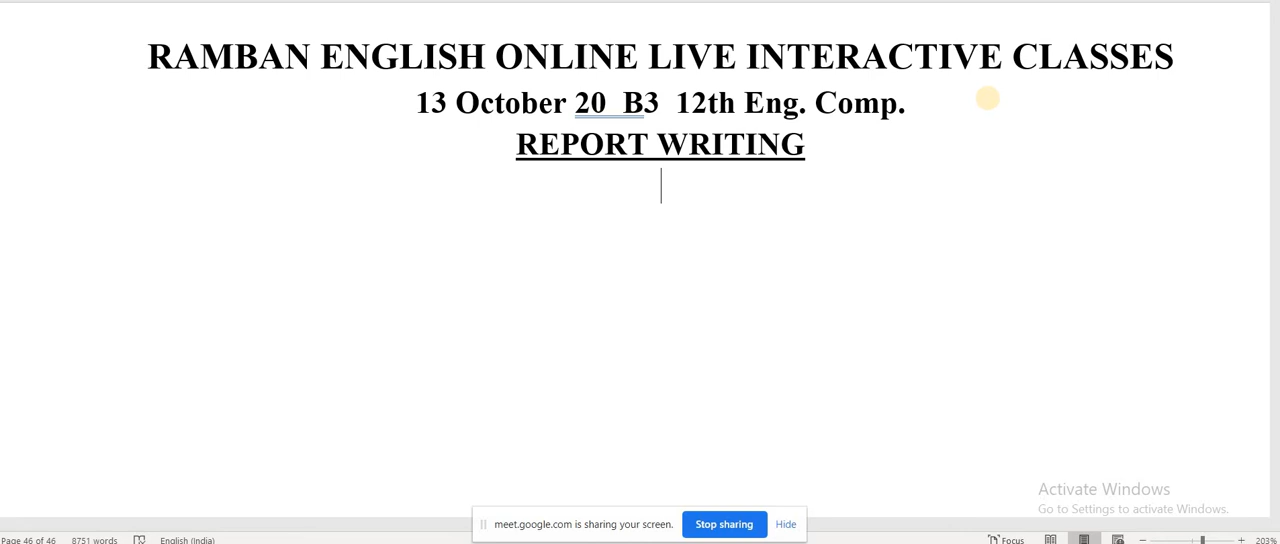 RAMBAN ENGLISH ONLINE LIVE INTERACTIVE CLASSES
13 October 20 B3 12th Eng. Comp.
REPORT WRITING
Activate Windows
Go to Settings to activate Windows.
meet.google.com is sharing your screen. Stop sharing Hide
Page 46 of 46 8751 words English (India) Focus 203%